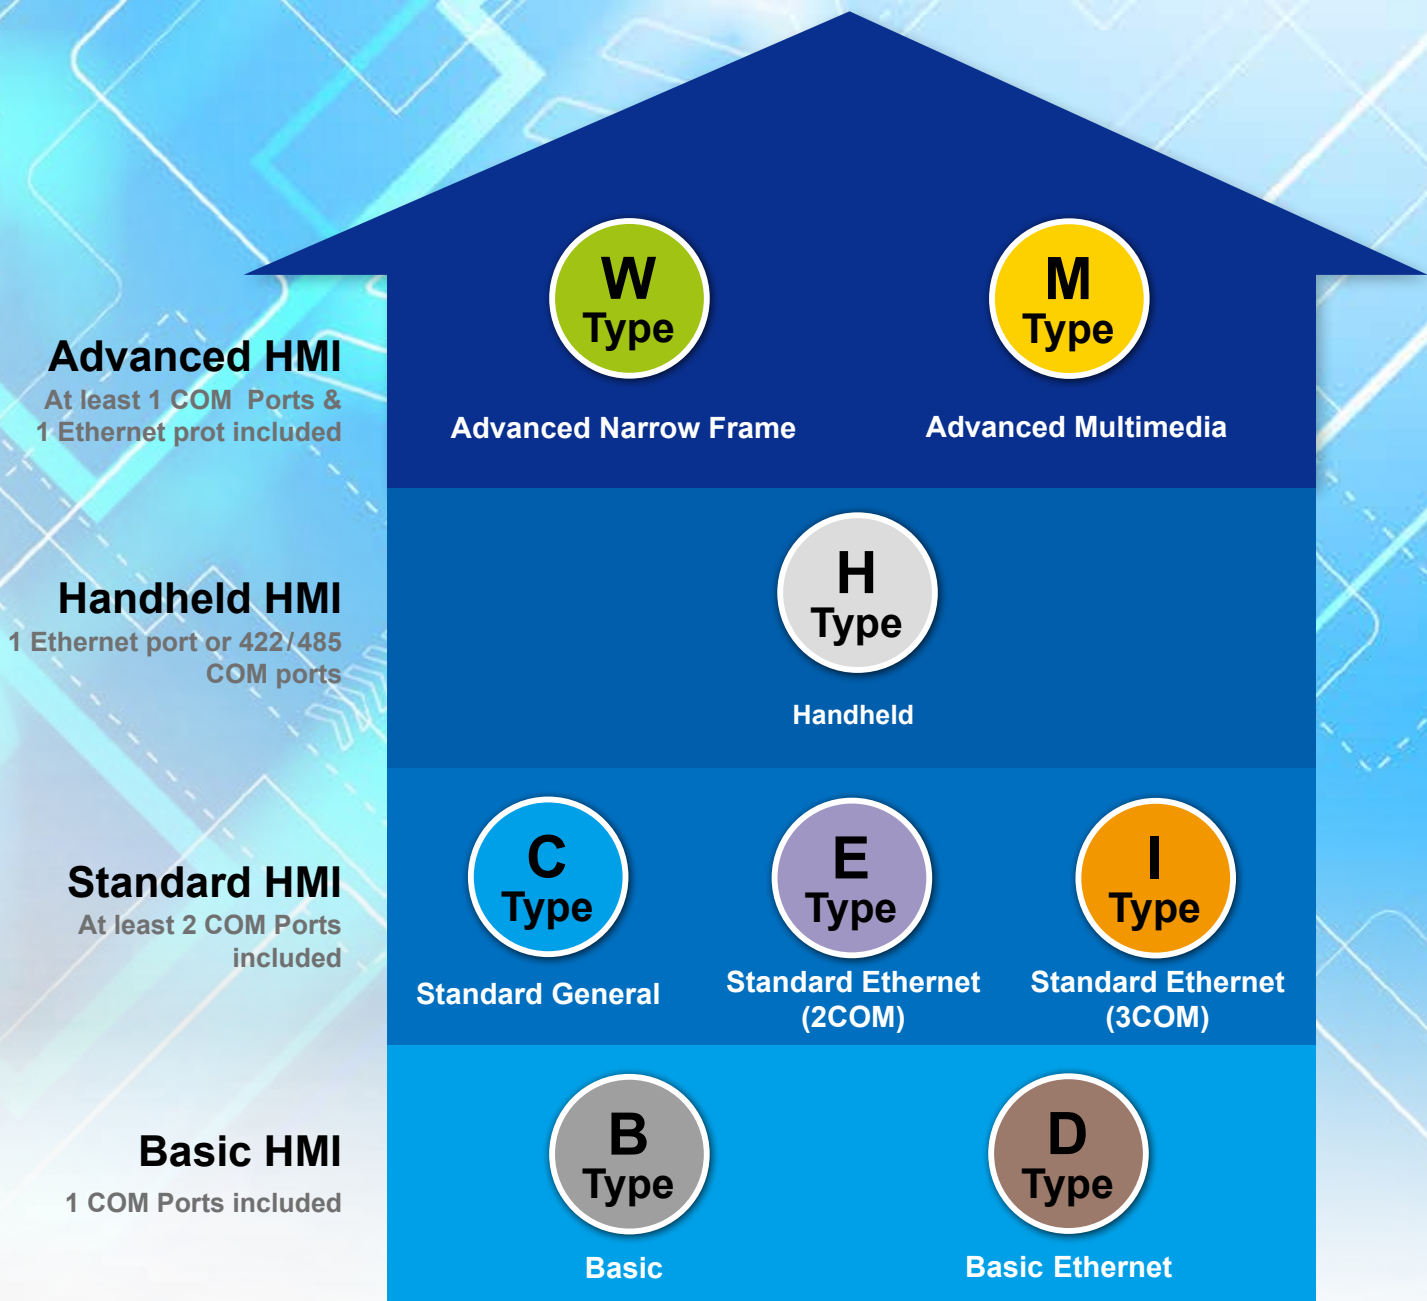 W
Type
M
Type
Advanced HMI
At least 1 COM Ports &
1 Ethernet prot included
Advanced Narrow Frame
Advanced Multimedia
H
Type
Handheld HMI
1 Ethernet port or 422/485
COM ports
Handheld
C
Type
E
Type
I
Type
Standard HMI
At least 2 COM Ports
included
Standard General
Standard Ethernet
(2COM)
Standard Ethernet
(3COM)
B
Type
D
Type
Basic HMI
1 COM Ports included
Basic
Basic Ethernet